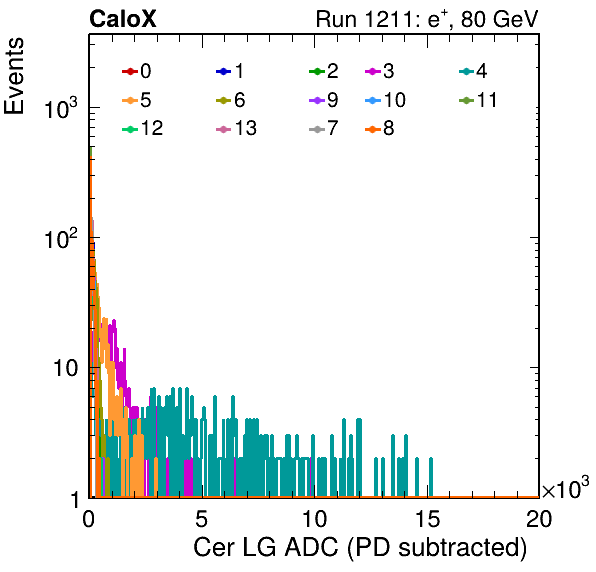 CaloX Run 1211: e+, 80 GeV
Events
0 1 2 3 4
5 6 9 10 11
12 13 7 8
10³
10²
10
1
0 5 10 15 20
×10³
Cer LG ADC (PD subtracted)